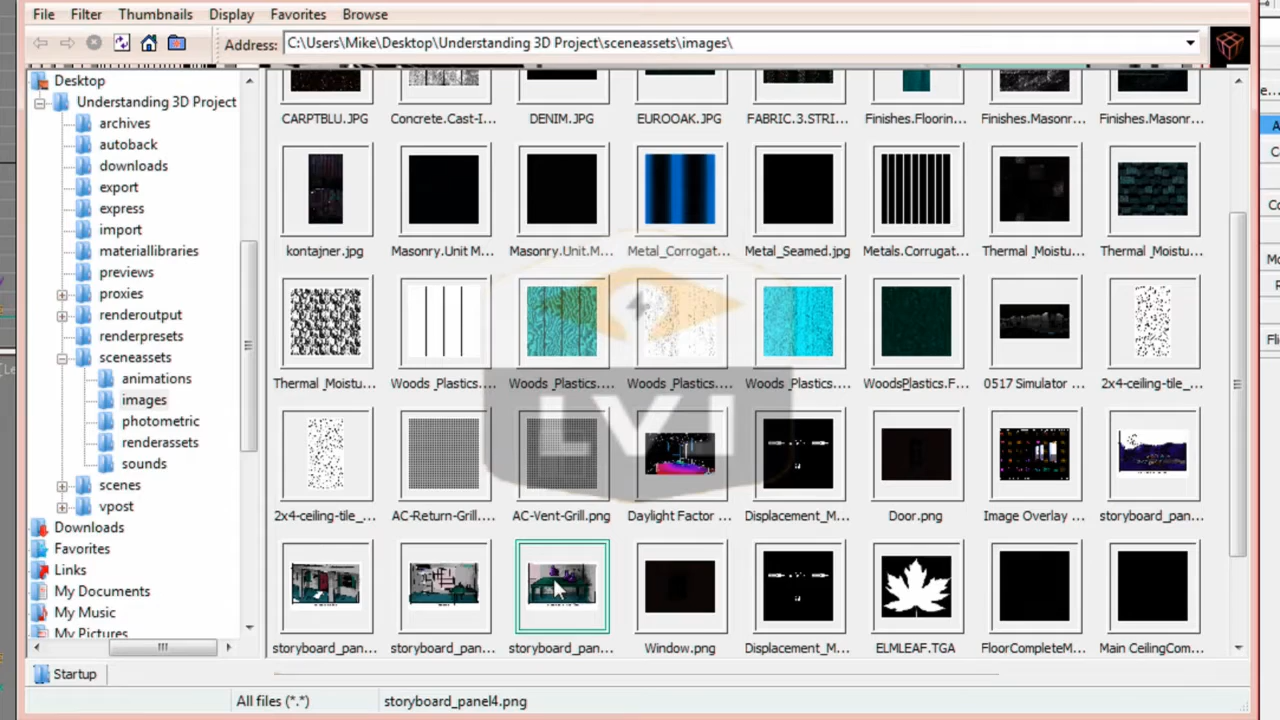 File Filter Thumbnails Display Favorites Browse
Address: C:\Users\Mike\Desktop\Understanding 3D Project\sceneassets\images\
Desktop
Understanding 3D Project
archives
autoback
downloads
export
express
import
materiallibraries
previews
proxies
renderoutput
renderpresets
sceneassets
animations
images
photometric
renderassets
sounds
scenes
vpost
Downloads
Favorites
Links
My Documents
My Music
My Pictures
CARPTBLU.JPG Concrete.Cast-I... DENIM.JPG EUROOAK.JPG FABRIC.3.STRI... Finishes.Floorin... Finishes.Masonr... Finishes.Masonr...
kontajner.jpg Masonry.Unit M... Masonry.Unit.M... Metal_Corrogat... Metal_Seamed.jpg Metals.Corrugat... Thermal_Moistu... Thermal_Moistu...
Thermal_Moistu... Woods_Plastics.... Woods_Plastics.... Woods_Plastics.... Woods_Plastics.... WoodsPlastics.F... 0517 Simulator ... 2x4-ceiling-tile_...
2x4-ceiling-tile_... AC-Return-Grill.... AC-Vent-Grill.png Daylight Factor ... Displacement_M... Door.png Image Overlay ... storyboard_pan...
storyboard_pan... storyboard_pan... storyboard_pan... Window.png Displacement_M... ELMLEAF.TGA FloorCompleteM... Main CeilingCom...
LVI
Startup
All files (*.*) storyboard_panel4.png